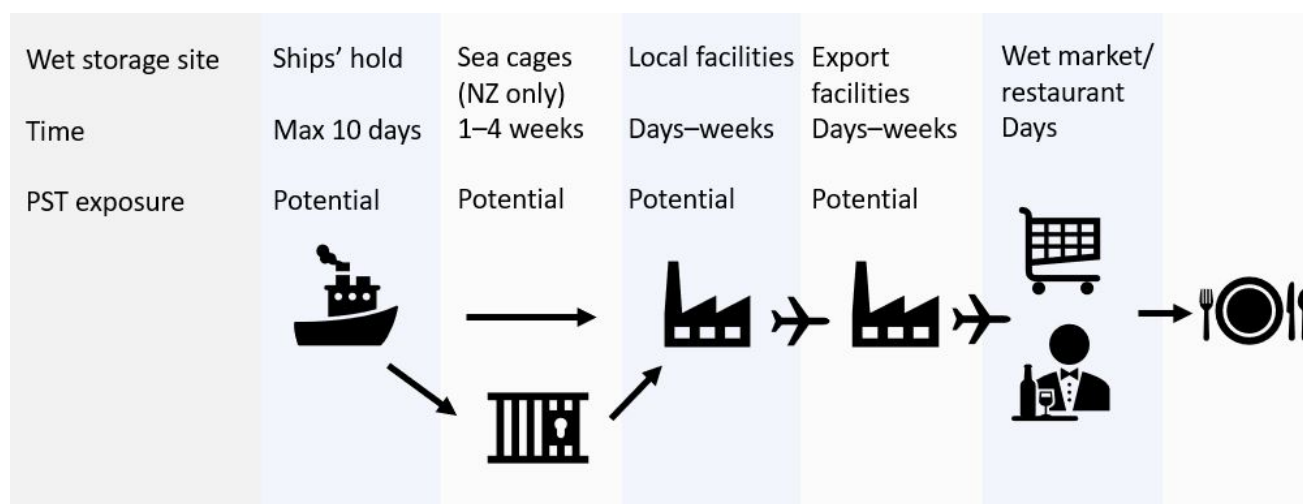 Wet storage site
Ships’ hold
Sea cages
(NZ only)
Local facilities
Export
facilities
Wet market/
restaurant
Time
Max 10 days
1–4 weeks
Days–weeks
Days–weeks
Days
PST exposure
Potential
Potential
Potential
Potential